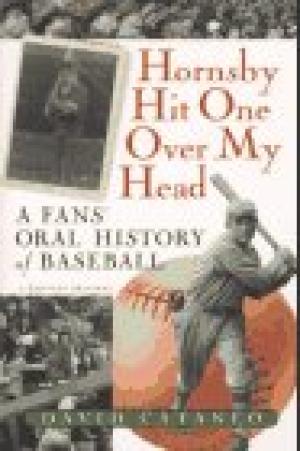 Hornsby
Hit One
Over My
Head
A FANS'
ORAL HISTORY
of BASEBALL
DAVID CATANEO